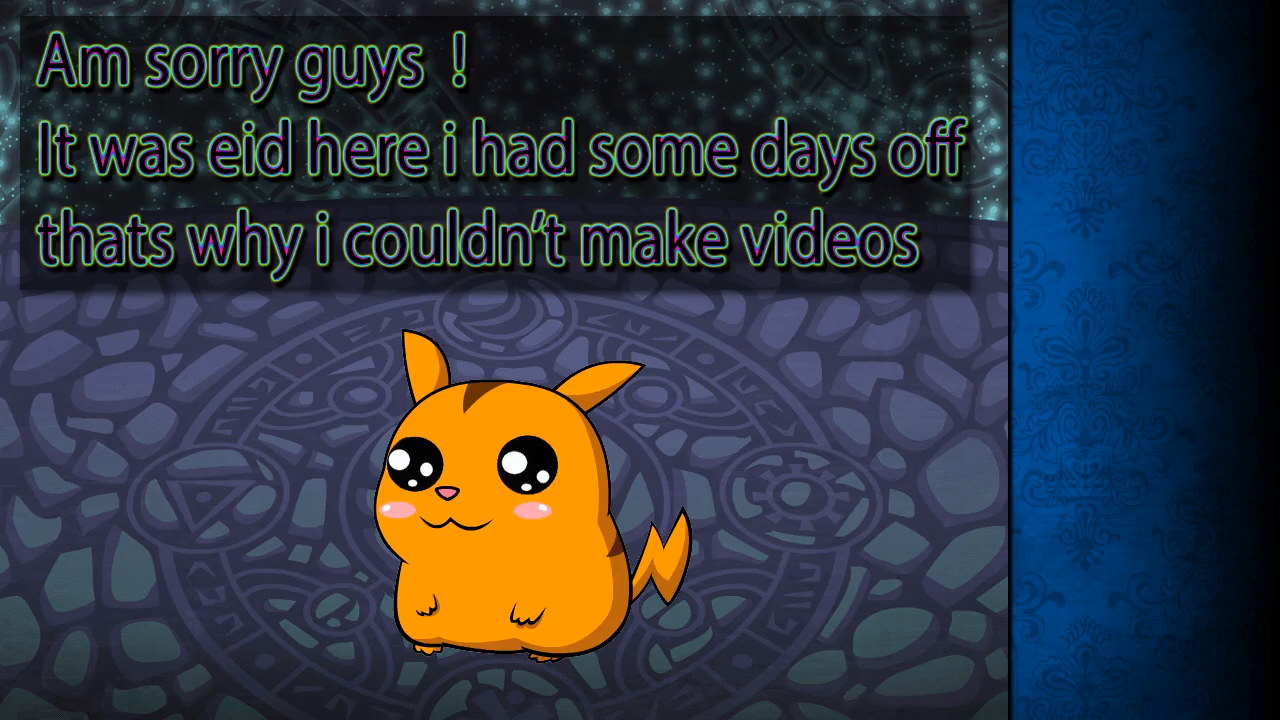 Am sorry guys !
It was eid here i had some days off
thats why i couldn't make videos